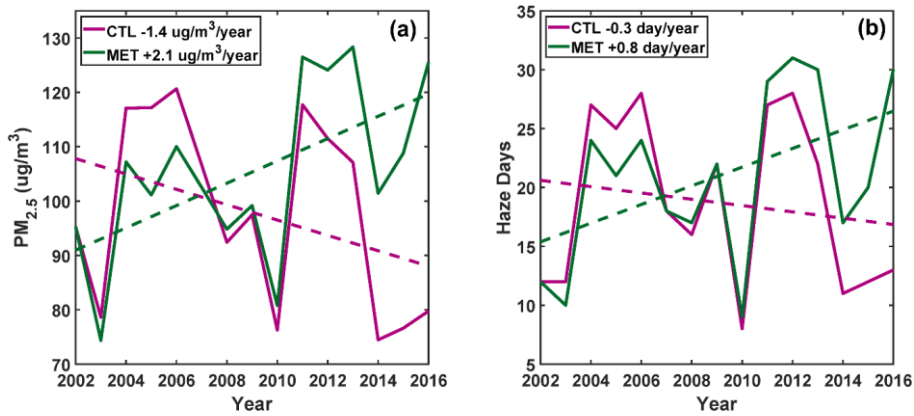 (a)
CTL -1.4 ug/m³/year
MET +2.1 ug/m³/year
PM₂.₅ (ug/m³)
130
120
110
100
90
80
70
2002 2004 2006 2008 2010 2012 2014 2016
Year
(b)
CTL -0.3 day/year
MET +0.8 day/year
Haze Days
35
30
25
20
15
10
5
2002 2004 2006 2008 2010 2012 2014 2016
Year